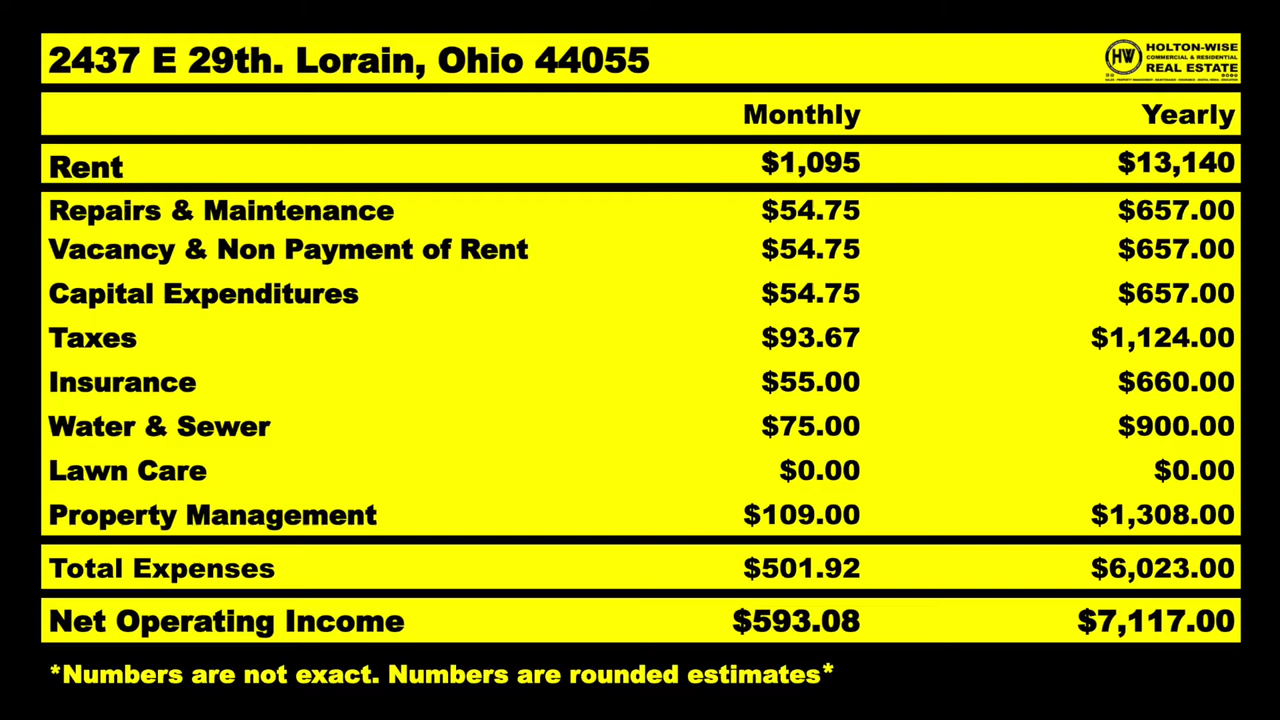 2437 E 29th. Lorain, Ohio 44055
HW
HOLTON-WISE
COMMERCIAL & RESIDENTIAL
REAL ESTATE
Monthly Yearly
Rent $1,095 $13,140
Repairs & Maintenance $54.75 $657.00
Vacancy & Non Payment of Rent $54.75 $657.00
Capital Expenditures $54.75 $657.00
Taxes $93.67 $1,124.00
Insurance $55.00 $660.00
Water & Sewer $75.00 $900.00
Lawn Care $0.00 $0.00
Property Management $109.00 $1,308.00
Total Expenses $501.92 $6,023.00
Net Operating Income $593.08 $7,117.00
*Numbers are not exact. Numbers are rounded estimates*